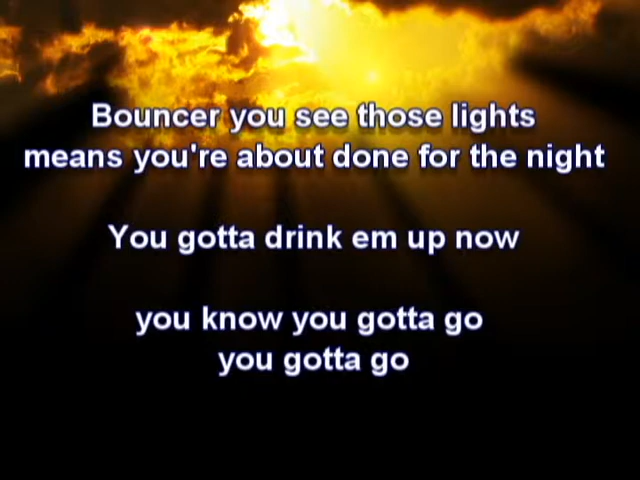 Bouncer you see those lights
means you're about done for the night
You gotta drink em up now
you know you gotta go
you gotta go